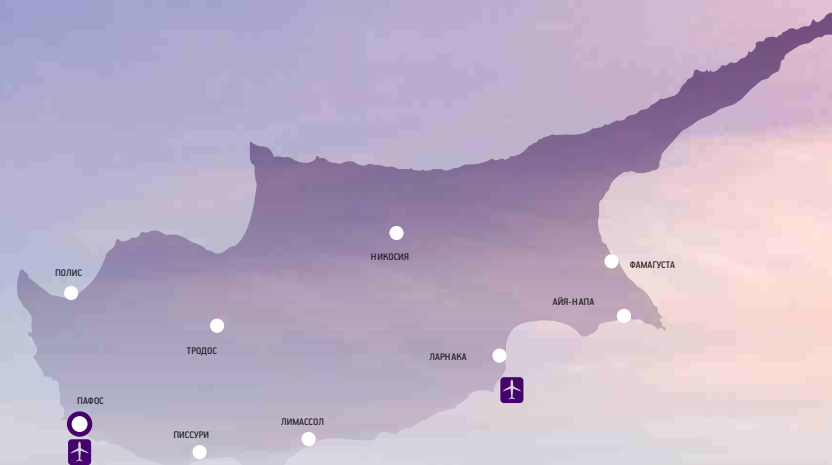 НИКОСИЯ
ФАМАГУСТА
ПОЛИС
АЙЯ-НАПА
ТРОДОС
ЛАРНАКА
ПАФОС
ЛИМАССОЛ
ПИССУРИ